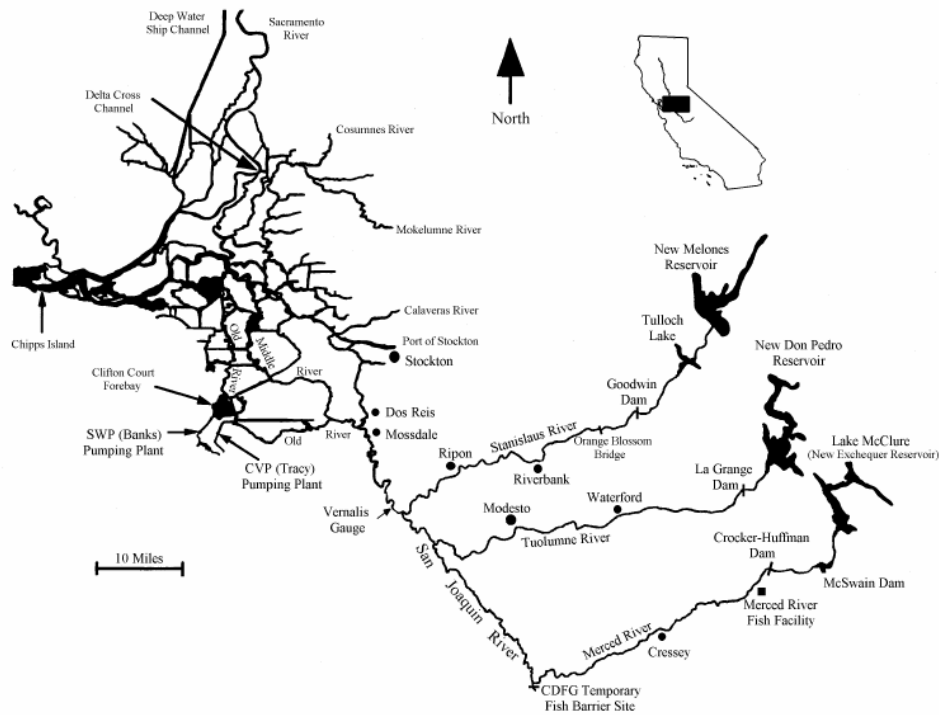 Deep Water
Ship Channel
Sacramento
River
Delta Cross
Channel
North
Cosumnes River
Mokelumne River
New Melones
Reservoir
Chipps Island
Calaveras River
Port of Stockton
Stockton
Tulloch
Lake
New Don Pedro
Reservoir
Old
River
Middle
River
Clifton Court
Forebay
Goodwin
Dam
Dos Reis
Mossdale
Old River
SWP (Banks)
Pumping Plant
CVP (Tracy)
Pumping Plant
Ripon
Stanislaus River
Orange Blossom
Bridge
Riverbank
Lake McClure
(New Exchequer Reservoir)
La Grange
Dam
Vernalis
Gauge
Modesto
Waterford
Tuolumne River
10 Miles
San Joaquin River
Crocker-Huffman
Dam
McSwain Dam
Merced River
Fish Facility
Merced River
Cressey
CDFG Temporary
Fish Barrier Site